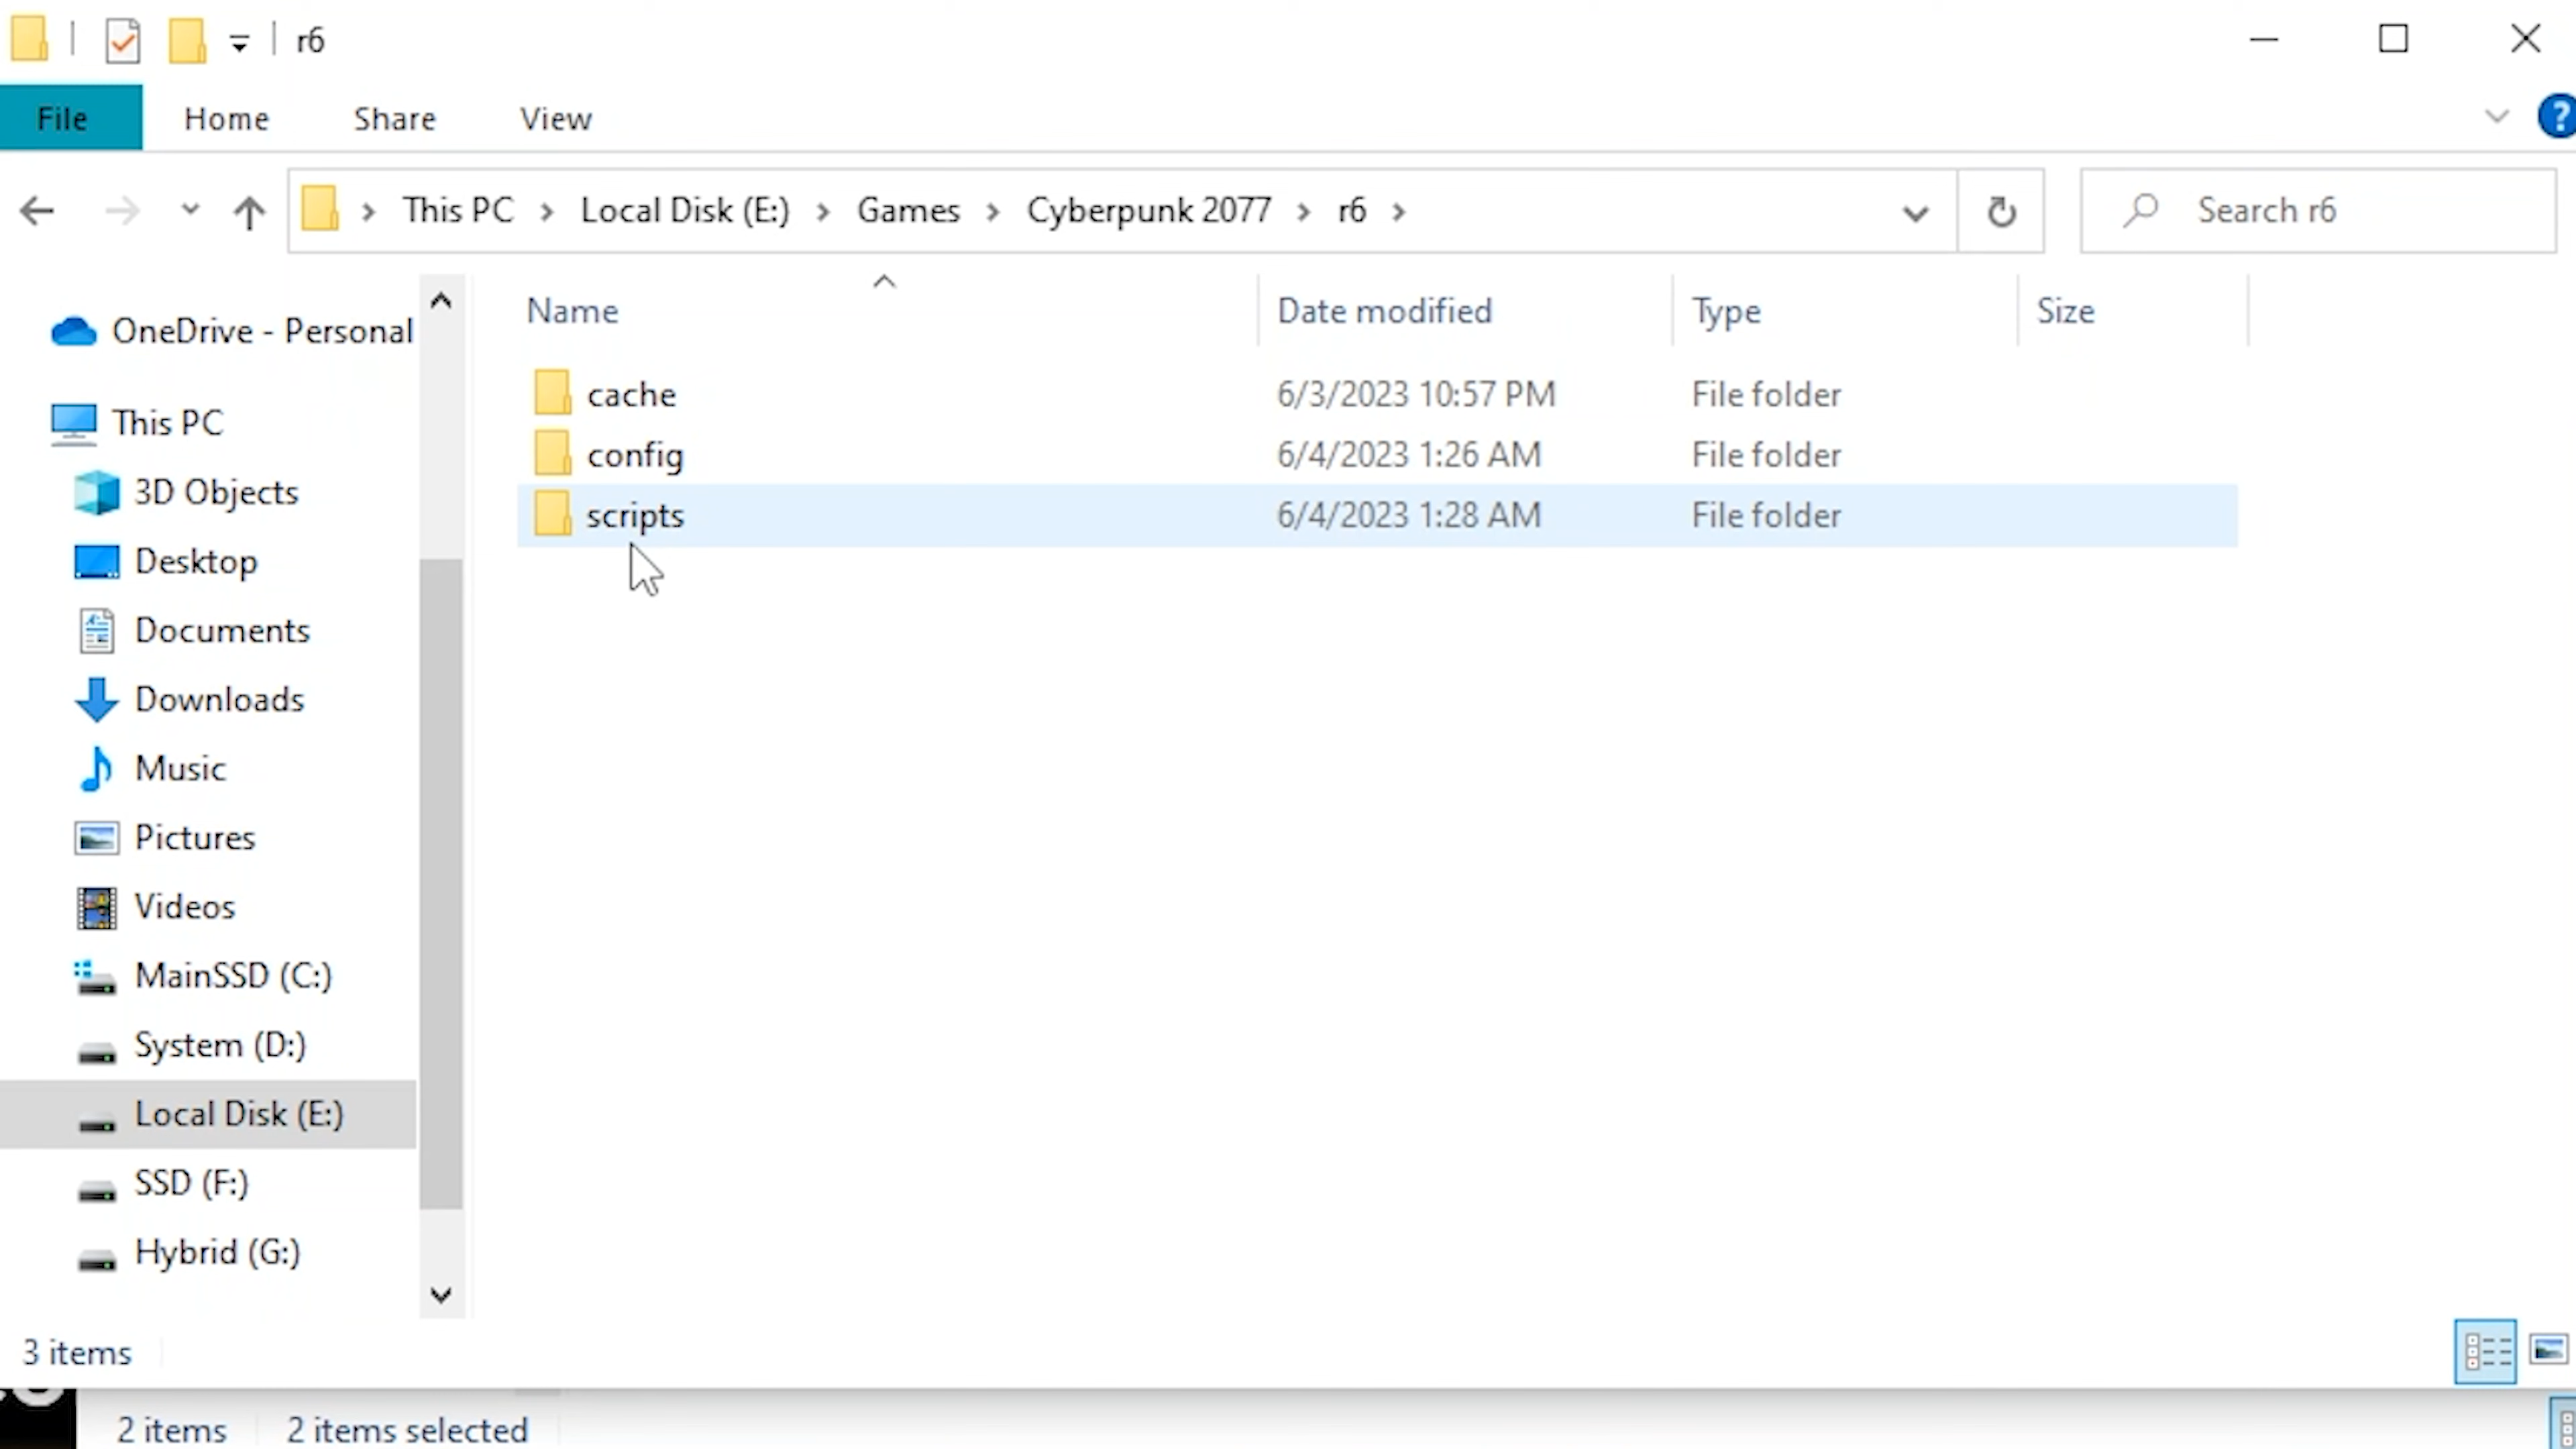 r6
File Home Share View
This PC > Local Disk (E:) > Games > Cyberpunk 2077 > r6 >
Search r6
Name Date modified Type Size
OneDrive - Personal
This PC
3D Objects
Desktop
Documents
Downloads
Music
Pictures
Videos
MainSSD (C:)
System (D:)
Local Disk (E:)
SSD (F:)
Hybrid (G:)
cache 6/3/2023 10:57 PM File folder
config 6/4/2023 1:26 AM File folder
scripts 6/4/2023 1:28 AM File folder
3 items
2 items 2 items selected